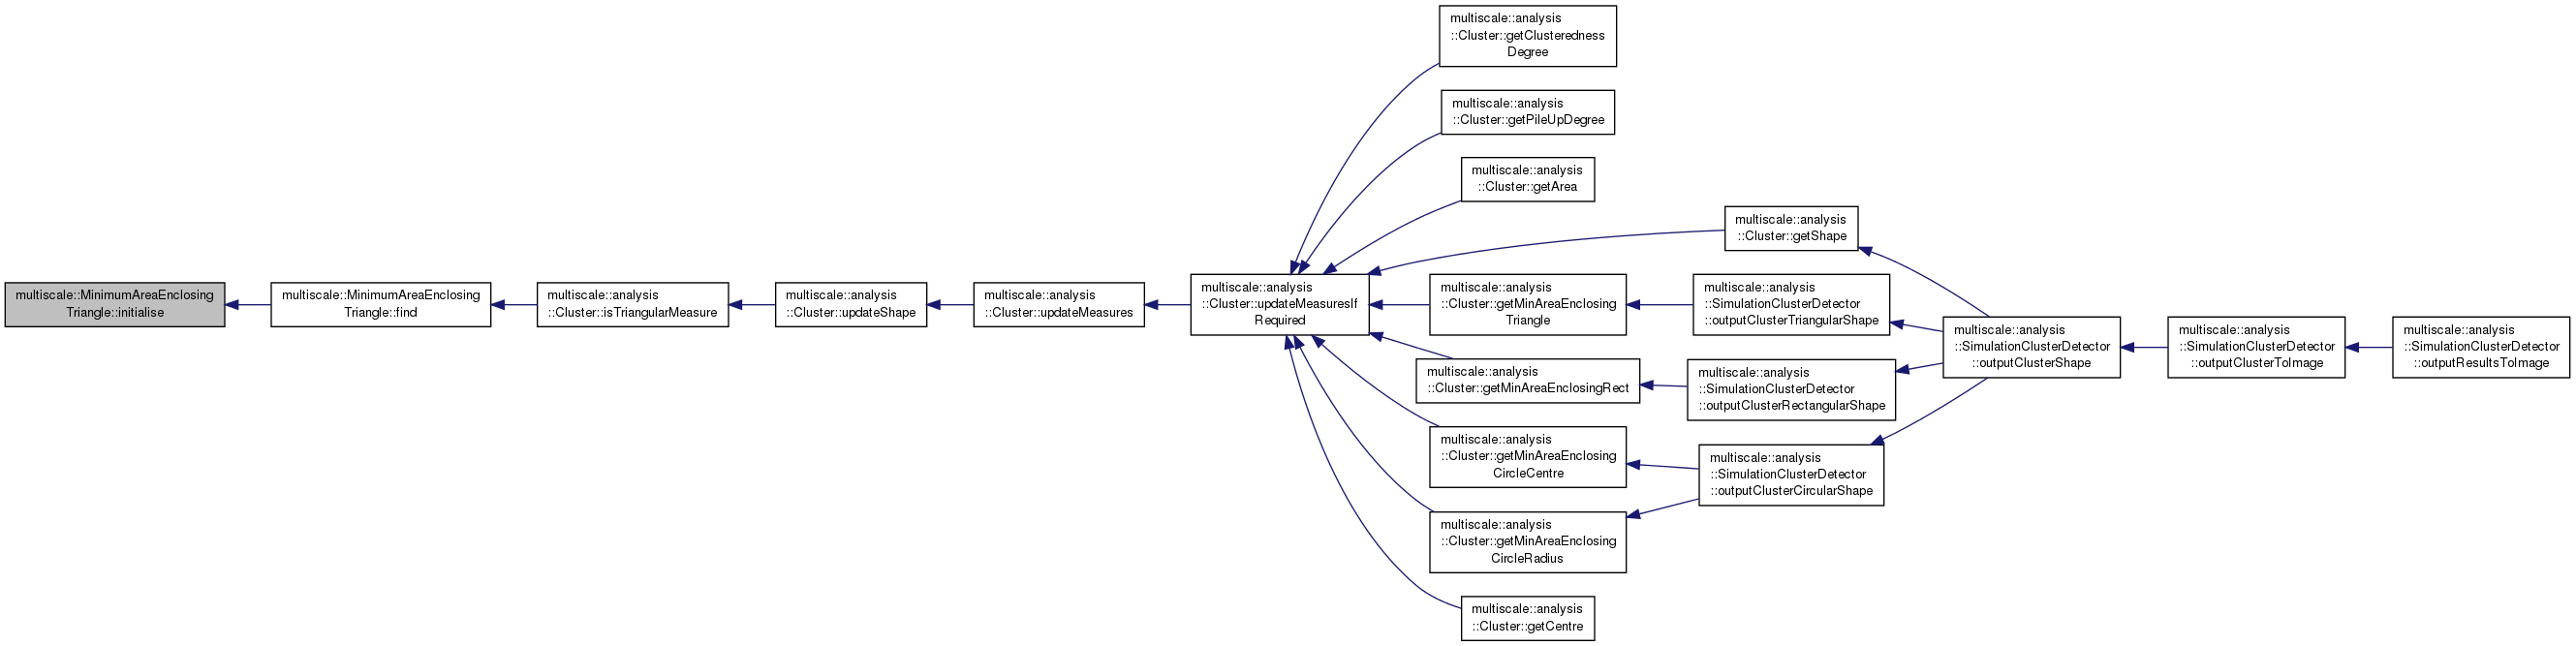 multiscale::MinimumAreaEnclosing
Triangle::initialise
multiscale::MinimumAreaEnclosing
Triangle::find
multiscale::analysis
::Cluster::isTriangularMeasure
multiscale::analysis
::Cluster::updateShape
multiscale::analysis
::Cluster::updateMeasures
multiscale::analysis
::Cluster::updateMeasuresIf
Required
multiscale::analysis
::Cluster::getClusteredness
Degree
multiscale::analysis
::Cluster::getPileUpDegree
multiscale::analysis
::Cluster::getArea
multiscale::analysis
::Cluster::getShape
multiscale::analysis
::Cluster::getMinAreaEnclosing
Triangle
multiscale::analysis
::SimulationClusterDetector
::outputClusterTriangularShape
multiscale::analysis
::Cluster::getMinAreaEnclosingRect
multiscale::analysis
::SimulationClusterDetector
::outputClusterRectangularShape
multiscale::analysis
::Cluster::getMinAreaEnclosing
CircleCentre
multiscale::analysis
::Cluster::getMinAreaEnclosing
CircleRadius
multiscale::analysis
::SimulationClusterDetector
::outputClusterCircularShape
multiscale::analysis
::Cluster::getCentre
multiscale::analysis
::SimulationClusterDetector
::outputClusterShape
multiscale::analysis
::SimulationClusterDetector
::outputClusterToImage
multiscale::analysis
::SimulationClusterDetector
::outputResultsToImage